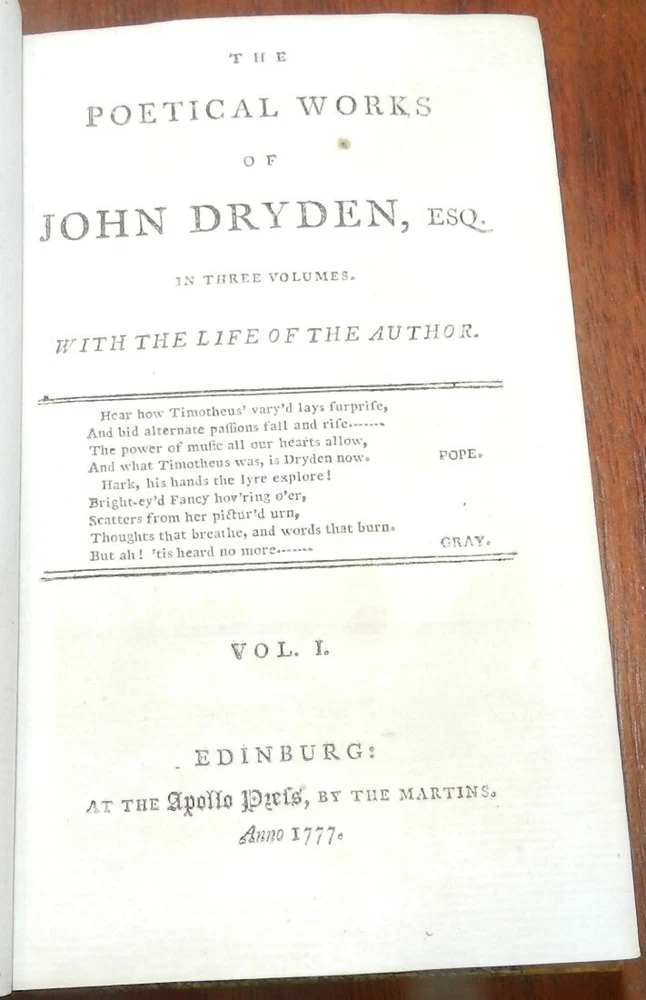 THE
POETICAL WORKS
OF
JOHN DRYDEN, ESQ.
IN THREE VOLUMES.
WITH THE LIFE OF THE AUTHOR.
Hear how Timotheus' vary'd lays ſurpriſe,
And bid alternate paſſions fall and riſe.------
The power of muſic all our hearts allow,
And what Timotheus was, is Dryden now. POPE.
Hark, his hands the lyre explore!
Bright-ey'd Fancy hov'ring o'er,
Scatters from her pictur'd urn,
Thoughts that breathe, and words that burn.
But ah! 'tis heard no more.------ GRAY.
VOL. I.
EDINBURG:
AT THE Apollo Preſs, BY THE MARTINS.
Anno 1777.